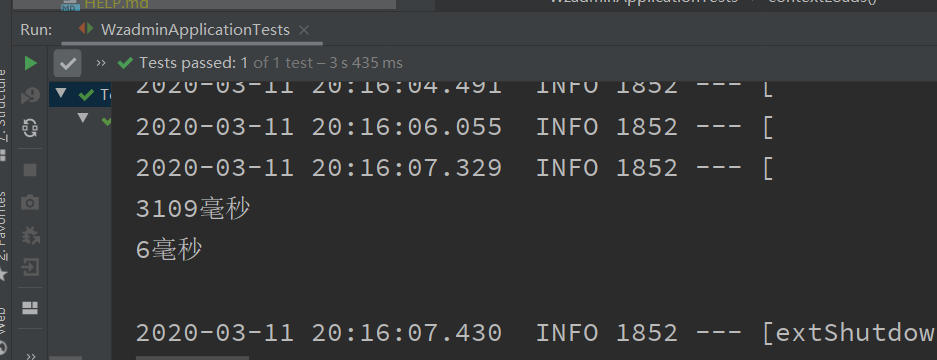 HELP.md
WzadminApplicationTests
contextLoads()
Run:
WzadminApplicationTests
Tests passed: 1 of 1 test – 3 s 435 ms
2020-03-11 20:16:04.491  INFO 1852 --- [
2020-03-11 20:16:06.055  INFO 1852 --- [
2020-03-11 20:16:07.329  INFO 1852 --- [
3109毫秒
6毫秒
2020-03-11 20:16:07.430  INFO 1852 --- [extShutdow
7: Structure
2: Favorites
Web